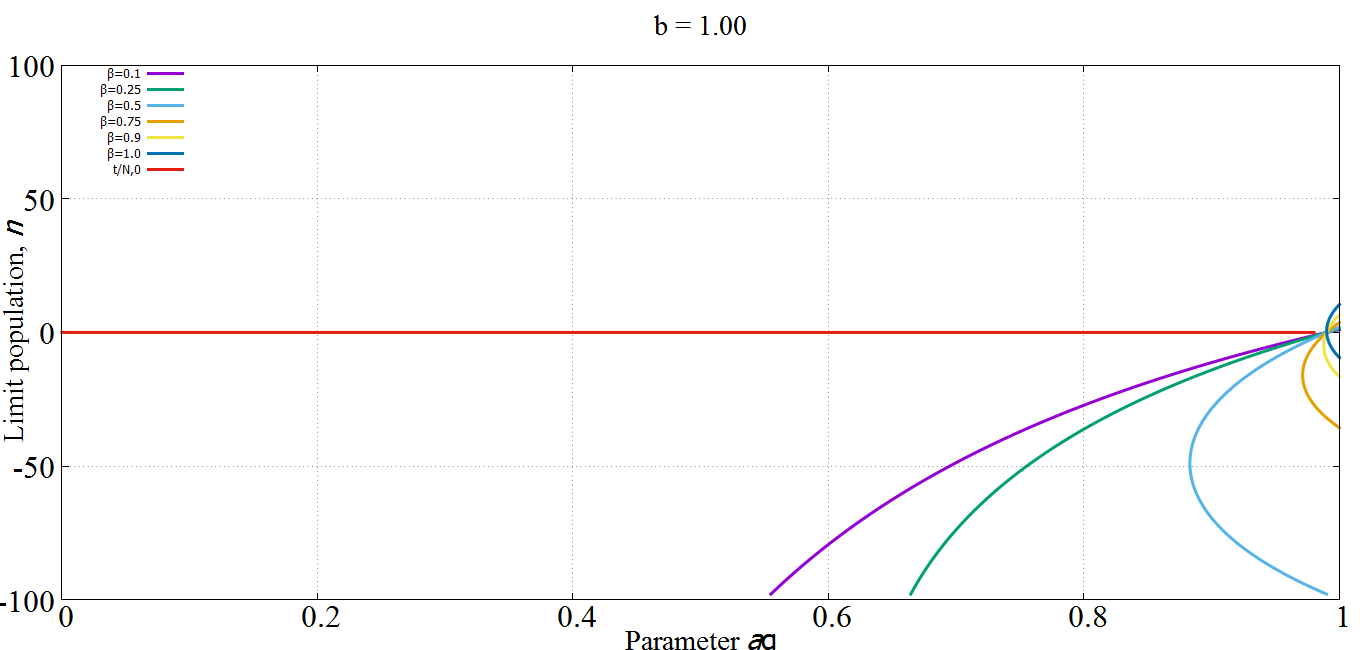 b = 1.00
100
50
0
-50
-100
Limit population, n
β=0.1
β=0.25
β=0.5
β=0.75
β=0.9
β=1.0
t/N,0
0
0.2
0.4
0.6
0.8
1
Parameter aq